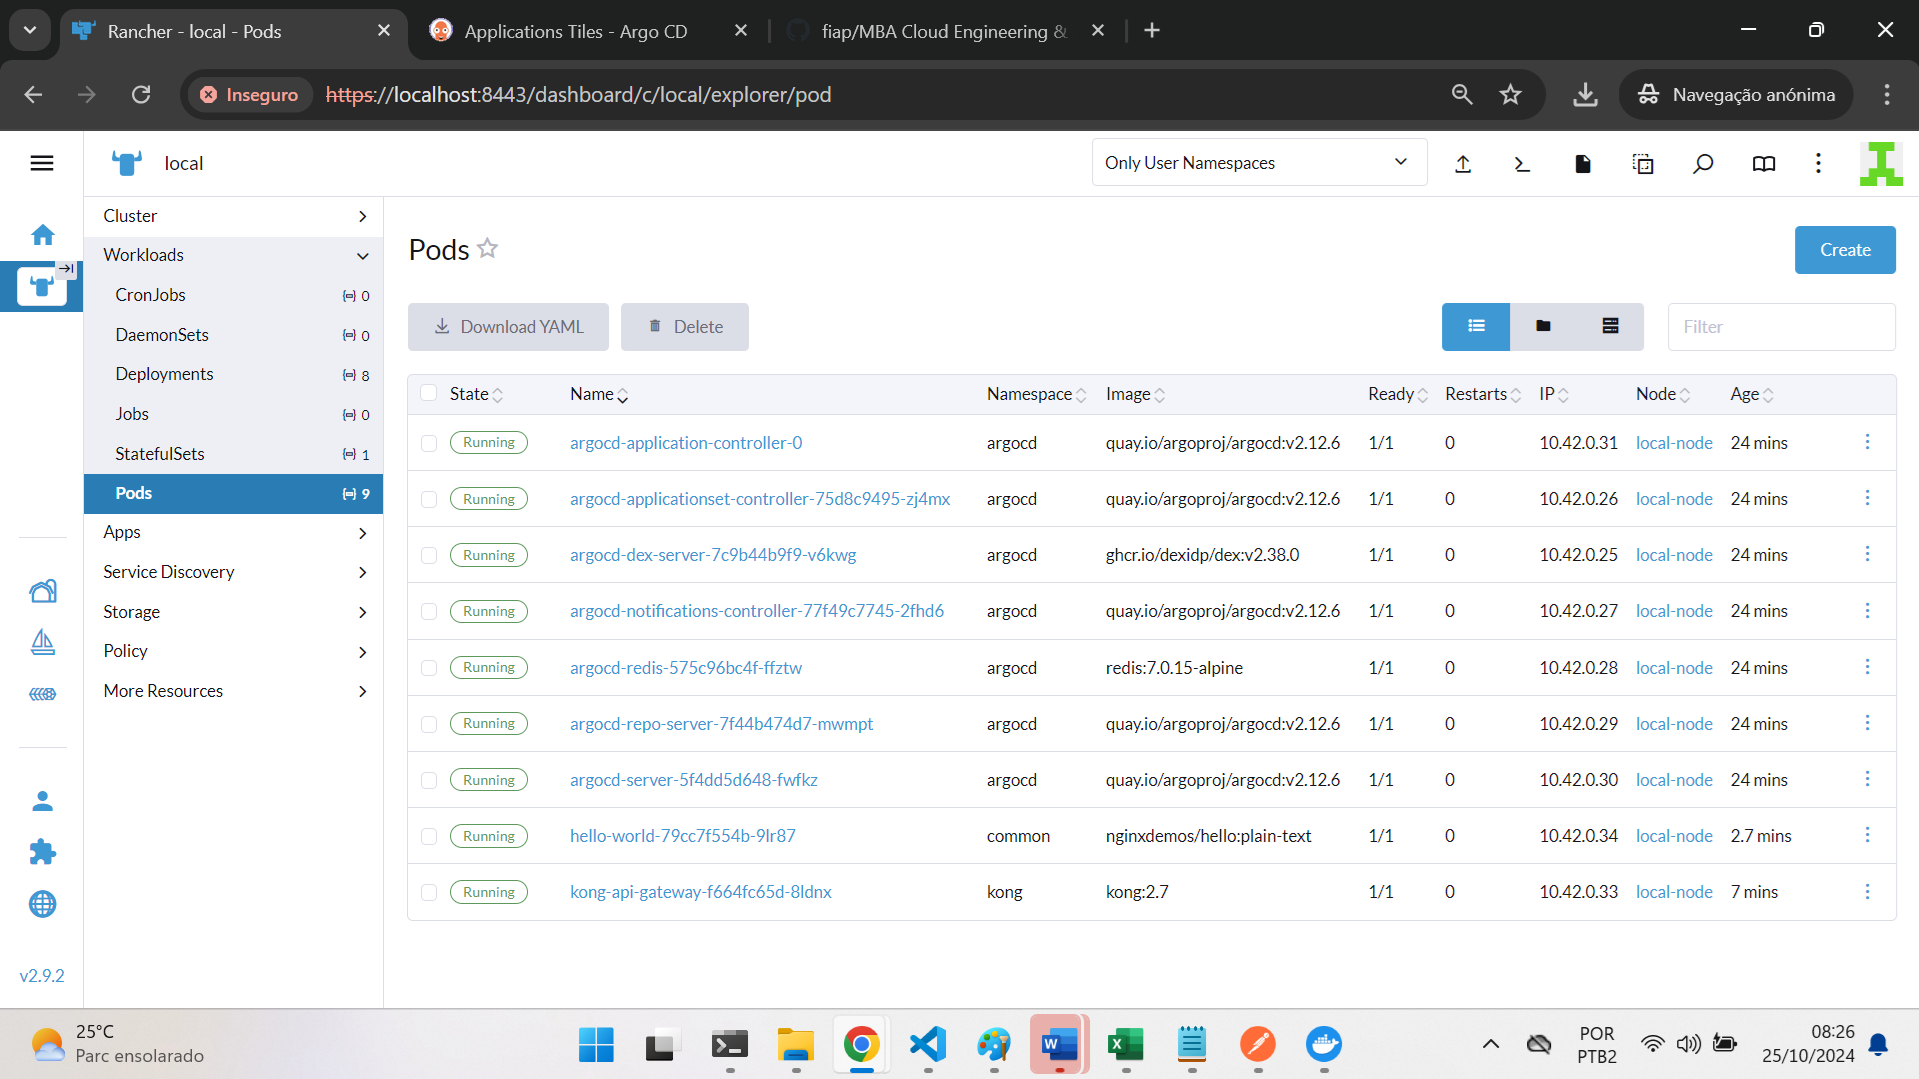 Rancher - local - Pods
Applications Tiles - Argo CD
fiap/MBA Cloud Engineering &
Inseguro
https://localhost:8443/dashboard/c/local/explorer/pod
Navegação anónima
local
Only User Namespaces
Cluster
Workloads
CronJobs 0
DaemonSets 0
Deployments 8
Jobs 0
StatefulSets 1
Pods 9
Apps
Service Discovery
Storage
Policy
More Resources
v2.9.2
Pods
Create
Download YAML
Delete
Filter
State Name Namespace Image Ready Restarts IP Node Age
Running argocd-application-controller-0 argocd quay.io/argoproj/argocd:v2.12.6 1/1 0 10.42.0.31 local-node 24 mins
Running argocd-applicationset-controller-75d8c9495-zj4mx argocd quay.io/argoproj/argocd:v2.12.6 1/1 0 10.42.0.26 local-node 24 mins
Running argocd-dex-server-7c9b44b9f9-v6kwg argocd ghcr.io/dexidp/dex:v2.38.0 1/1 0 10.42.0.25 local-node 24 mins
Running argocd-notifications-controller-77f49c7745-2fhd6 argocd quay.io/argoproj/argocd:v2.12.6 1/1 0 10.42.0.27 local-node 24 mins
Running argocd-redis-575c96bc4f-ffztw argocd redis:7.0.15-alpine 1/1 0 10.42.0.28 local-node 24 mins
Running argocd-repo-server-7f44b474d7-mwmpt argocd quay.io/argoproj/argocd:v2.12.6 1/1 0 10.42.0.29 local-node 24 mins
Running argocd-server-5f4dd5d648-fwfkz argocd quay.io/argoproj/argocd:v2.12.6 1/1 0 10.42.0.30 local-node 24 mins
Running hello-world-79cc7f554b-9lr87 common nginxdemos/hello:plain-text 1/1 0 10.42.0.34 local-node 2.7 mins
Running kong-api-gateway-f664fc65d-8ldnx kong kong:2.7 1/1 0 10.42.0.33 local-node 7 mins
25°C
Parc ensolarado
POR
PTB2
08:26
25/10/2024